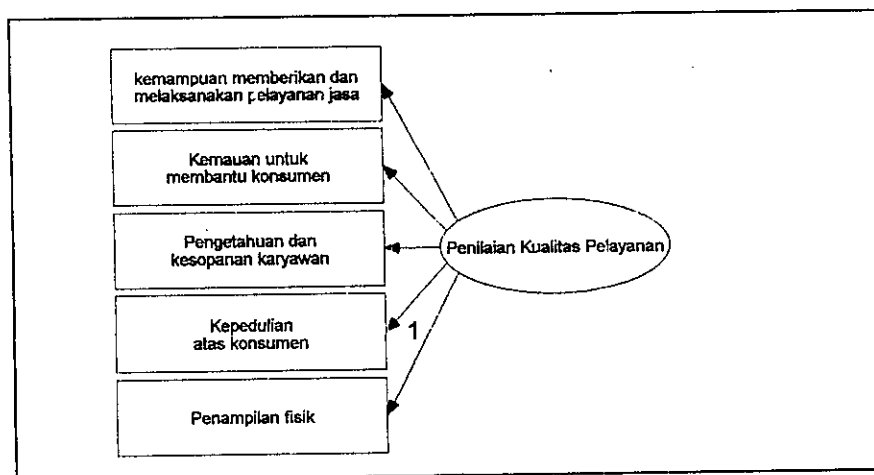 kemampuan memberikan dan
melaksanakan pelayanan jasa
Kemauan untuk
membantu konsumen
Pengetahuan dan
kesopanan karyawan
Penilaian Kualitas Pelayanan
Kepedulian
atas konsumen
1
Penampilan fisik